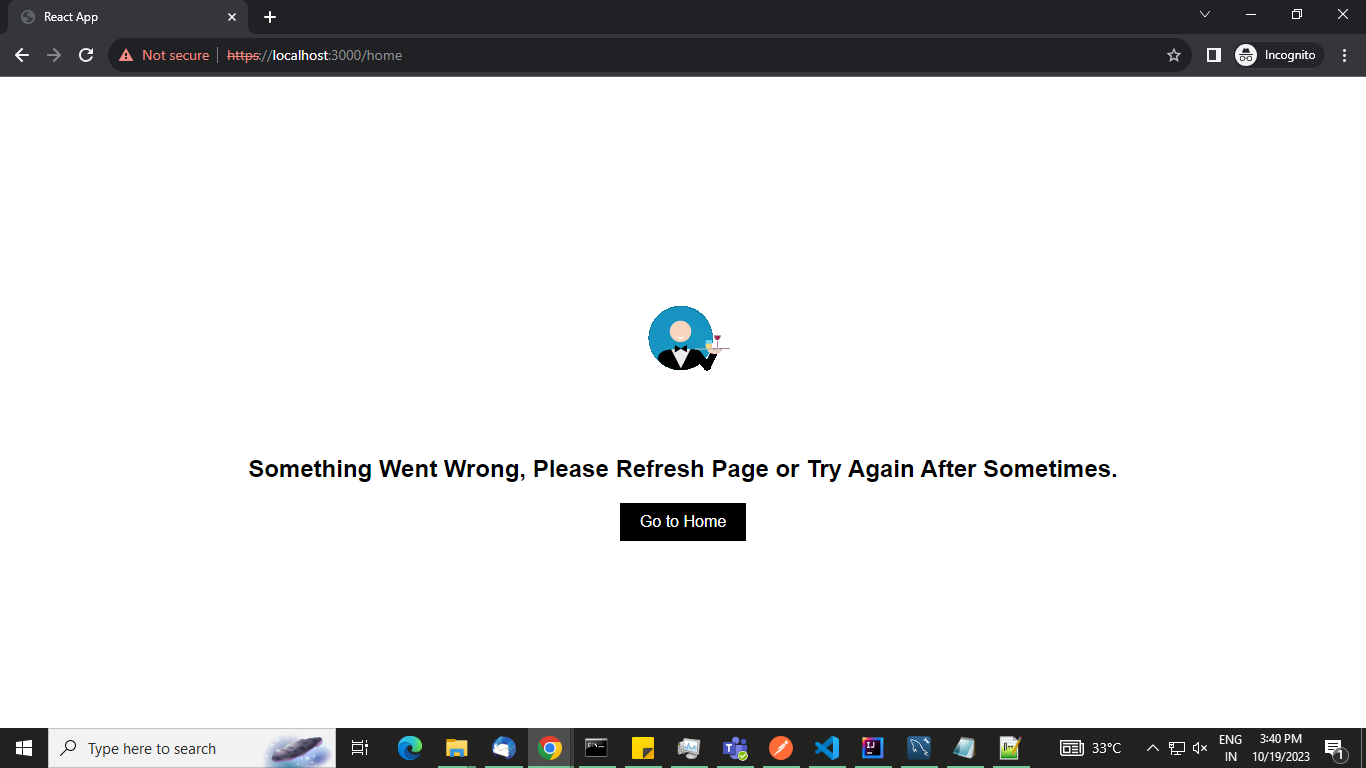 React App
Not secure
https://localhost:3000/home
Incognito
Something Went Wrong, Please Refresh Page or Try Again After Sometimes.
Go to Home
Type here to search
33°C
ENG
IN
3:40 PM
10/19/2023
1